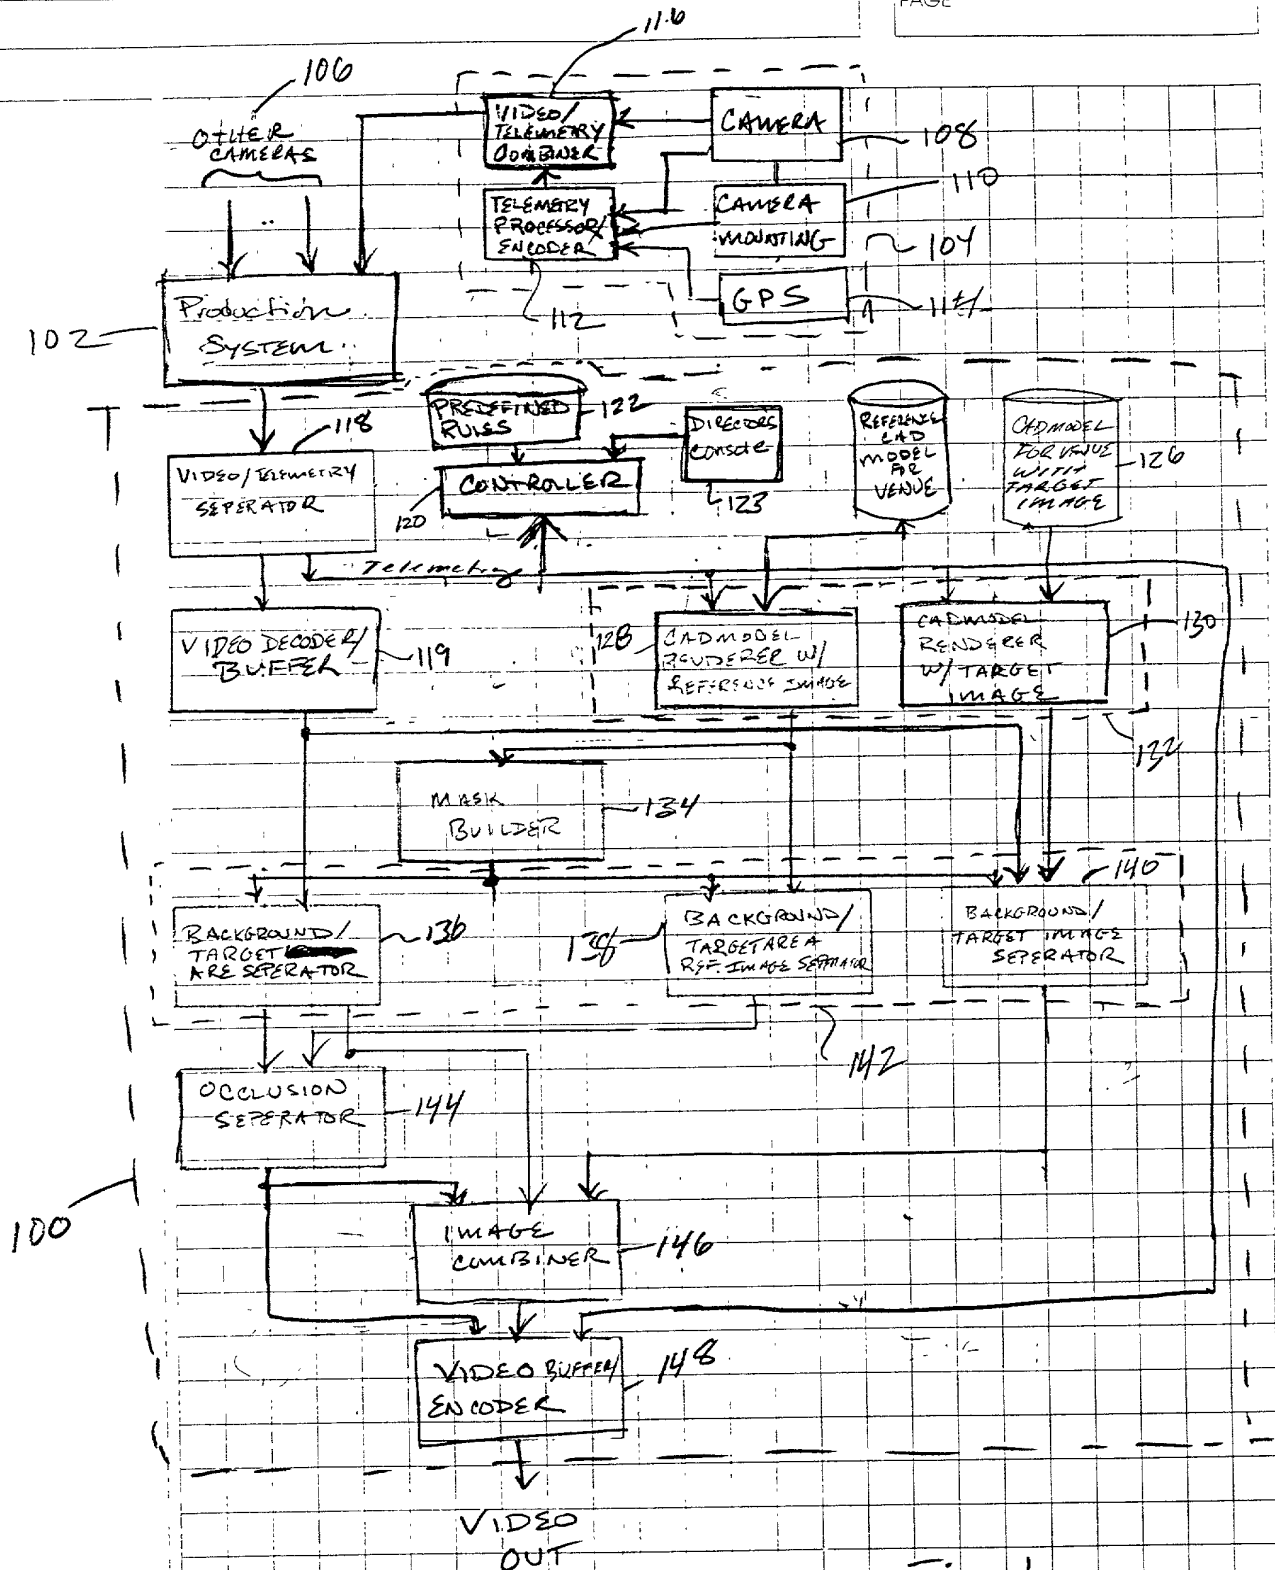 PAGE
116
106
OTHER
CAMERAS
VIDEO/
TELEMETRY
COMBINER
CAMERA
108
110
TELEMETRY
PROCESSOR/
ENCODER
CAMERA
MOUNTING
104
GPS
114
112
102
Production
SYSTEM
118
PREDEFINED
RULES
122
DIRECTORS
console
123
REFERENCE
CAD
MODEL
FOR
VENUE
CADMODEL
FOR VENUE
WITH
TARGET
IMAGE
126
VIDEO/TELEMETRY
SEPERATOR
CONTROLLER
120
Telemetry
VIDEO DECODER/
BUFFER
119
128
CADMODEL
RENDERER W/
REFERENCE IMAGE
CADMODEL
RENDERER
W/TARGET
IMAGE
130
132
MASK
BUILDER
134
140
BACKGROUND/
TARGET
ARE SEPERATOR
136
138
BACKGROUND/
TARGET AREA
REF. IMAGE SEPERATOR
BACKGROUND/
TARGET IMAGE
SEPERATOR
142
OCCLUSION
SEPERATOR
144
100
IMAGE
COMBINER
146
VIDEO BUFFER/
ENCODER
148
VIDEO
OUT